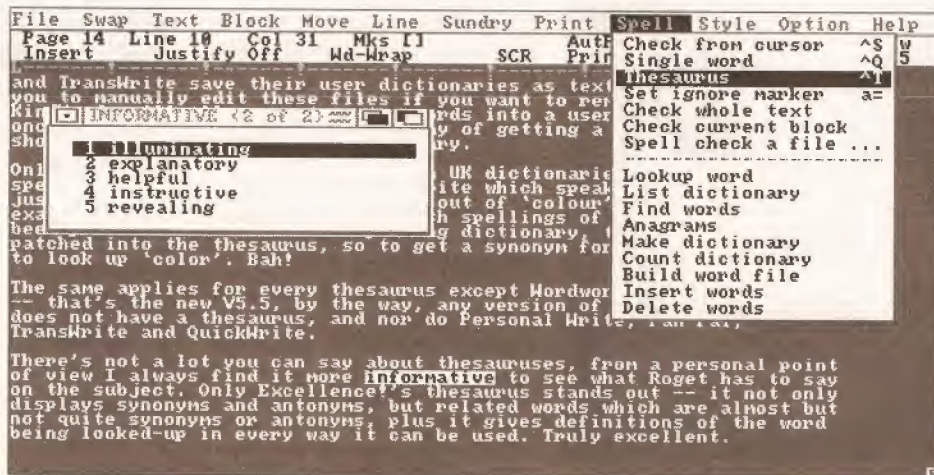 File Swap Text Block Move Line Sundry Print Spell Style Option Help
Page 14 Line 10 Col 31 Mks []
Insert Justify Off Wd-Wrap SCR
W
5
Check from cursor ^S
Single word ^Q
Thesaurus ^T
Set ignore marker a=
Check whole text
Check current block
Spell check a file ...
Lookup word
List dictionary
Find words
Anagrams
Make dictionary
Count dictionary
Build word file
Insert words
Delete words
INFORMATIVE <2 of 2>
1 illuminating
2 explanatory
3 helpful
4 instructive
5 revealing
and TransWrite save their user dictionaries as text
you to manually edit these files if you want to
rds into a user
y of getting a
ry.
UK dictionarie
ite which speak
out of 'colour'
h spellings of
ng dictionary,
patched into the thesaurus, so to get a synonym for
to look up 'color'. Bah!
The same applies for every thesaurus except Wordwor
-- that's the new V5.5, by the way, any version of
does not have a thesaurus, and nor do Personal Write,
TransWrite and QuickWrite.
There's not a lot you can say about thesauruses, from a personal point
of view I always find it more informative to see what Roget has to say
on the subject. Only Excellence!'s thesaurus stands out -- it not only
displays synonyms and antonyms, but related words which are almost but
not quite synonyms or antonyms, plus it gives definitions of the word
being looked-up in every way it can be used. Truly excellent.